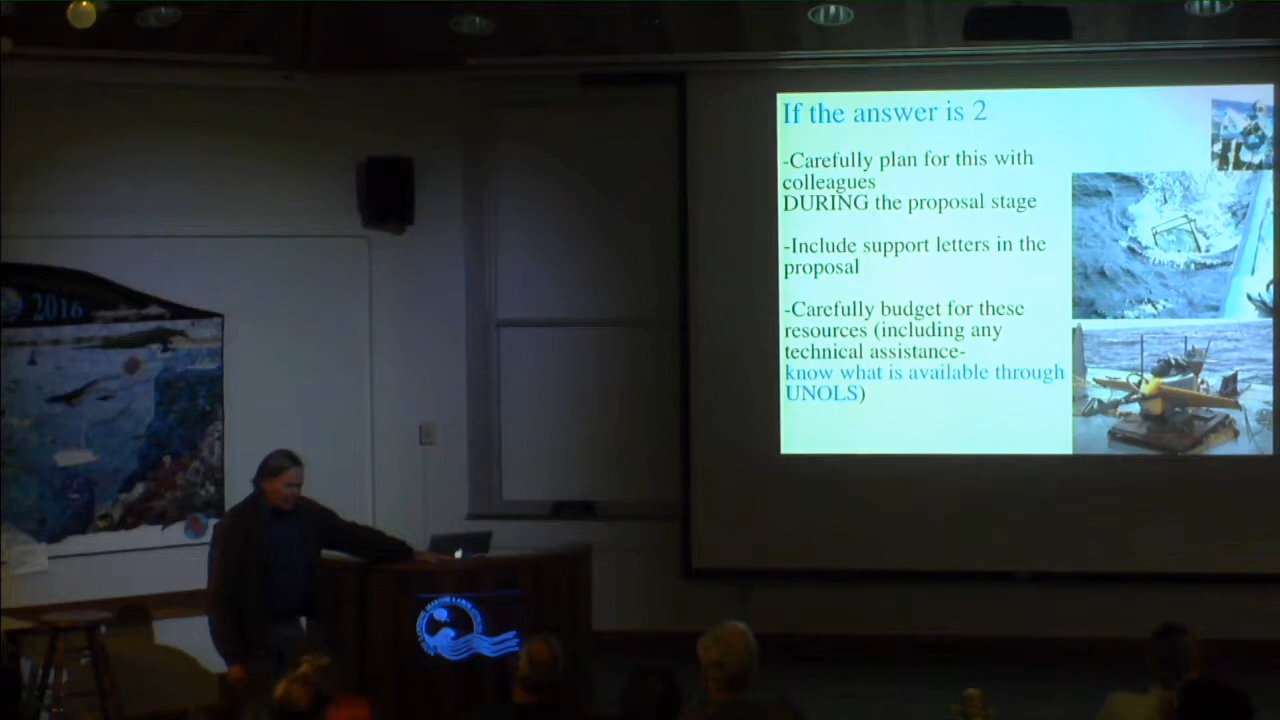 If the answer is 2
-Carefully plan for this with
colleagues
DURING the proposal stage
-Include support letters in the
proposal
-Carefully budget for these
resources (including any
technical assistance-
know what is available through
UNOLS)
2016